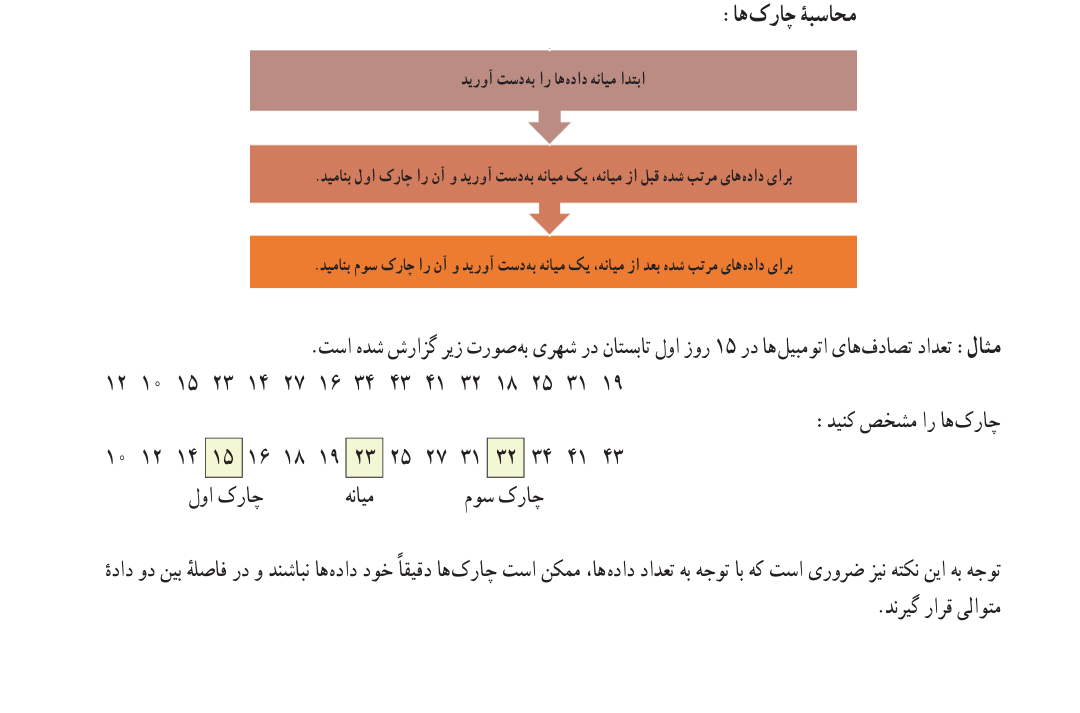 محاسبهٔ چارک‌ها :
ابتدا میانه داده‌ها را به‌دست آورید
برای داده‌های مرتب شده قبل از میانه، یک میانه به‌دست آورید و آن را چارک اول بنامید.
برای داده‌های مرتب شده بعد از میانه، یک میانه به‌دست آورید و آن را چارک سوم بنامید.
مثال : تعداد تصادف‌های اتومبیل‌ها در ۱۵ روز اول تابستان در شهری به‌صورت زیر گزارش شده است.
۱۲ ۱۰ ۱۵ ۲۳ ۱۴ ۲۷ ۱۶ ۳۴ ۴۳ ۴۱ ۳۲ ۱۸ ۲۵ ۳۱ ۱۹
چارک‌ها را مشخص کنید :
۱۰ ۱۲ ۱۴ ۱۵ ۱۶ ۱۸ ۱۹ ۲۳ ۲۵ ۲۷ ۳۱ ۳۲ ۳۴ ۴۱ ۴۳
چارک اول میانه چارک سوم
توجه به این نکته نیز ضروری است که با توجه به تعداد داده‌ها، ممکن است چارک‌ها دقیقاً خود داده‌ها نباشند و در فاصلهٔ بین دو دادهٔ
متوالی قرار گیرند.